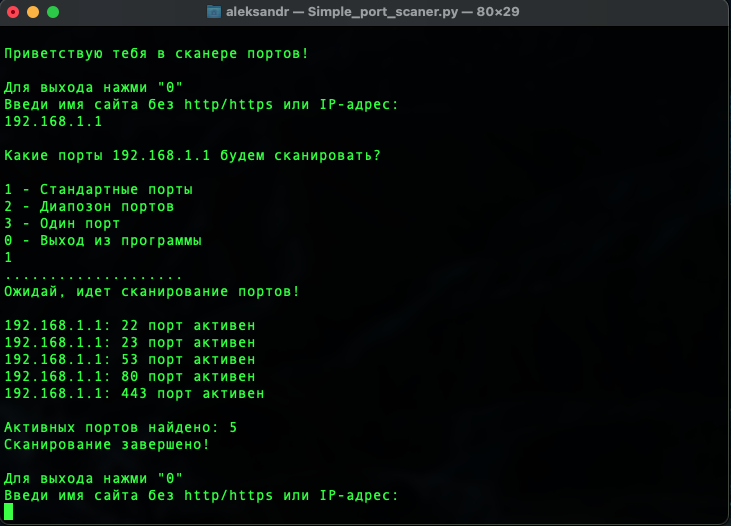 aleksandr — Simple_port_scaner.py — 80×29
Приветствую тебя в сканере портов!
Для выхода нажми "0"
Введи имя сайта без http/https или IP-адрес:
192.168.1.1
Какие порты 192.168.1.1 будем сканировать?
1 - Стандартные порты
2 - Диапозон портов
3 - Один порт
0 - Выход из программы
1
....................
Ожидай, идет сканирование портов!
192.168.1.1: 22 порт активен
192.168.1.1: 23 порт активен
192.168.1.1: 53 порт активен
192.168.1.1: 80 порт активен
192.168.1.1: 443 порт активен
Активных портов найдено: 5
Сканирование завершено!
Для выхода нажми "0"
Введи имя сайта без http/https или IP-адрес: